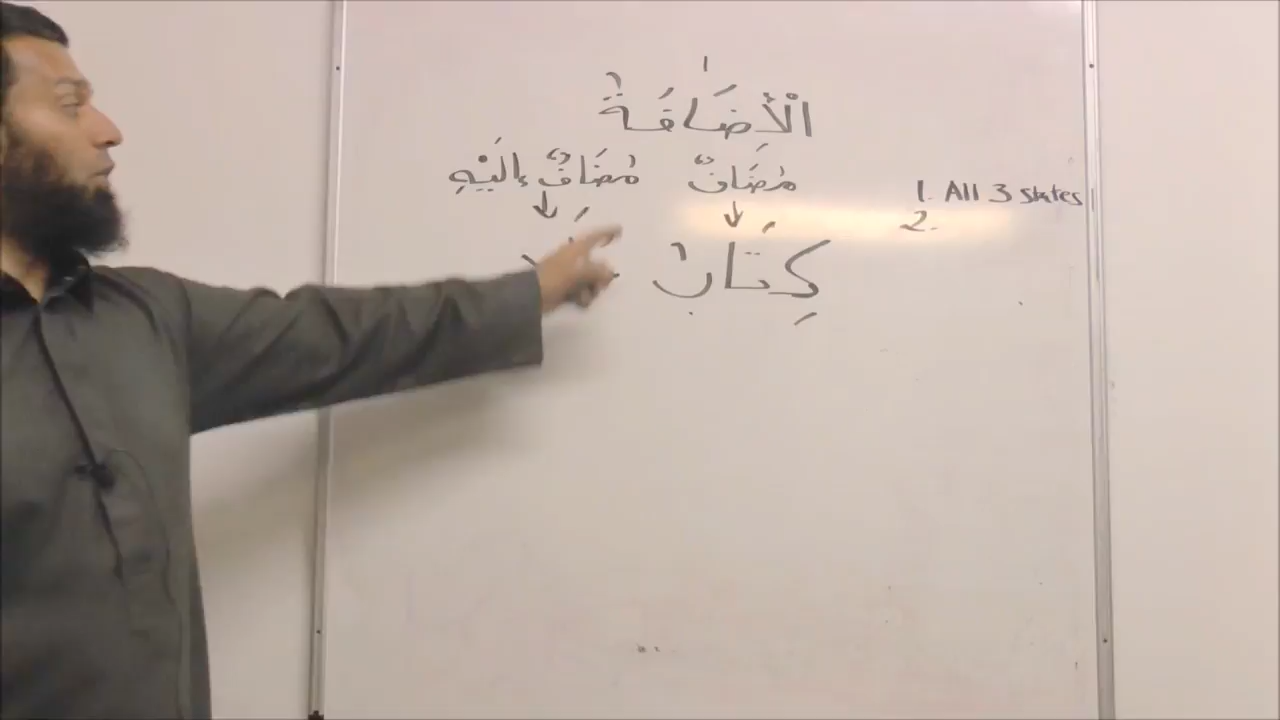 الْأَضَافَةُ
مُضَافٌ مُضَافٌ إِلَيْهِ
1. All 3 states
2.
كِتَابُ